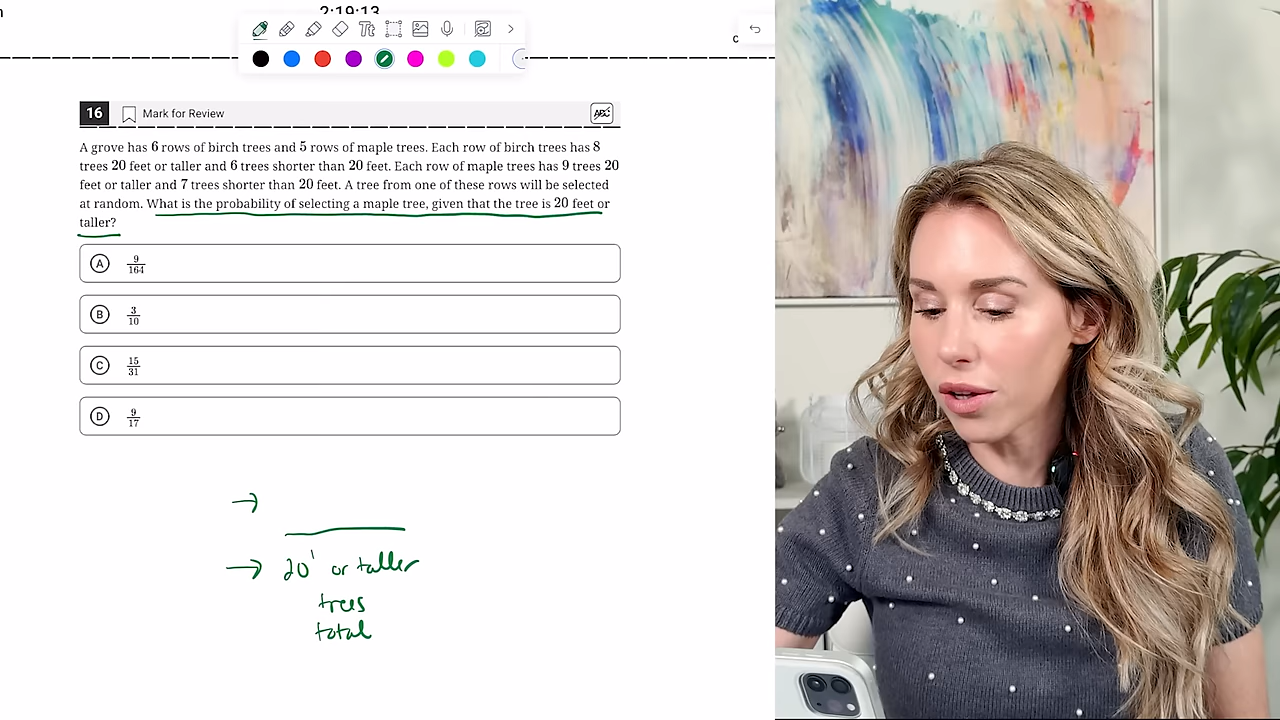 2:19:13
Tt
16 Mark for Review ABC
A grove has 6 rows of birch trees and 5 rows of maple trees. Each row of birch trees has 8
trees 20 feet or taller and 6 trees shorter than 20 feet. Each row of maple trees has 9 trees 20
feet or taller and 7 trees shorter than 20 feet. A tree from one of these rows will be selected
at random. What is the probability of selecting a maple tree, given that the tree is 20 feet or
taller?
A 9/164
B 3/10
C 15/31
D 9/17
→
→ 20' or taller
trees
total